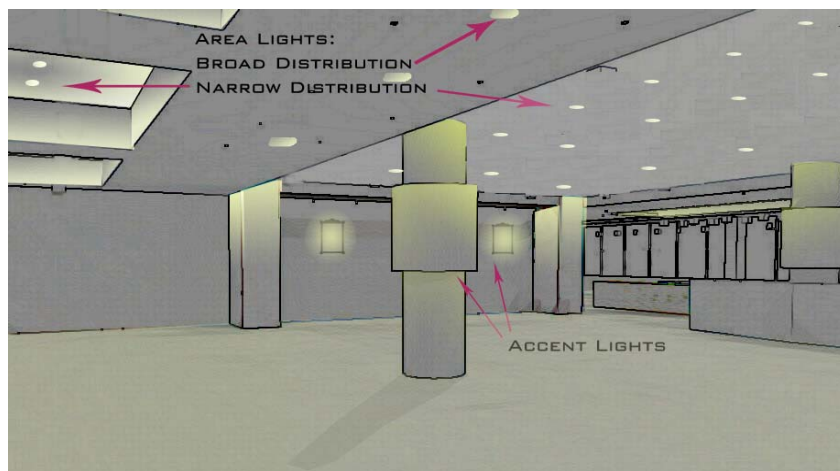 AREA LIGHTS:
BROAD DISTRIBUTION
NARROW DISTRIBUTION
ACCENT LIGHTS